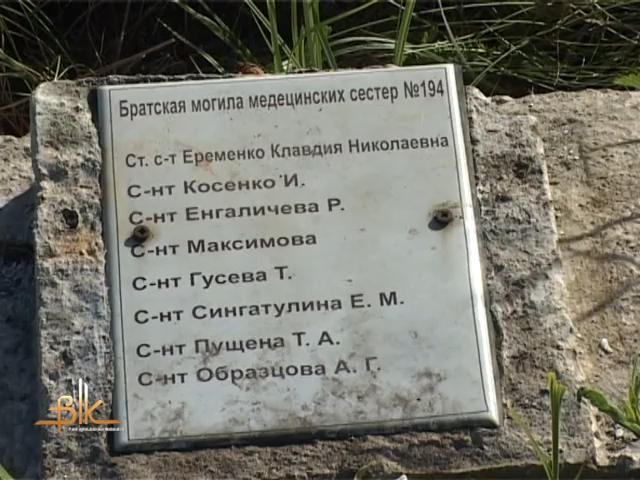 Братская могила медецинских сестер №194
Ст. с-т Еременко Клавдия Николаевна
С-нт Косенко И.
С-нт Енгаличева Р.
С-нт Максимова
С-нт Гусева Т.
С-нт Сингатулина Е. М.
С-нт Пущена Т. А.
С-нт Образцова А. Г.
ВТК